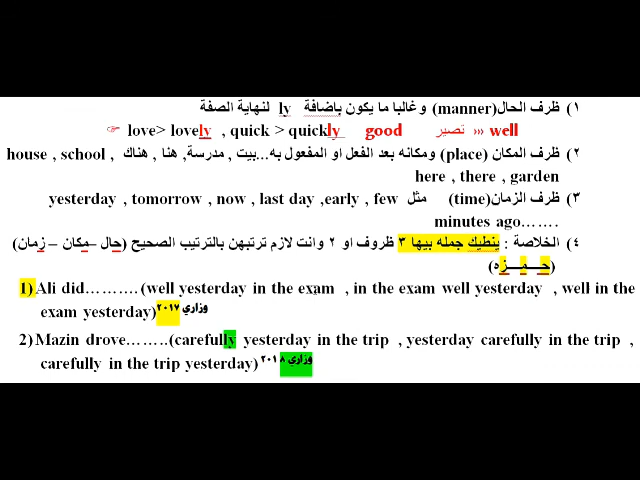 ١) ظرف الحال(manner) وغالبا ما يكون بإضافة ly لنهاية الصفة
☞ love> lovely , quick > quickly good تصير ››› well
٢) ظرف المكان (place) ومكانه بعد الفعل او المفعول به...بيت , مدرسة, هنا , هناك , house , school
here , there , garden
٣) ظرف الزمان(time) مثل yesterday , tomorrow , now , last day ,early , few
minutes ago.......
٤) الخلاصة : ينطيك جمله بيها ٣ ظروف او ٢ وانت لازم ترتبهن بالترتيب الصحيح (حال –مكان – زمان)
(حـــمـــزه)
1) Ali did.......... (well yesterday in the exam , in the exam well yesterday , well in the
exam yesterday) وزاري ٢٠١٧
2) Mazin drove........(carefully yesterday in the trip , yesterday carefully in the trip ,
carefully in the trip yesterday) وزاري ٢٠١٨